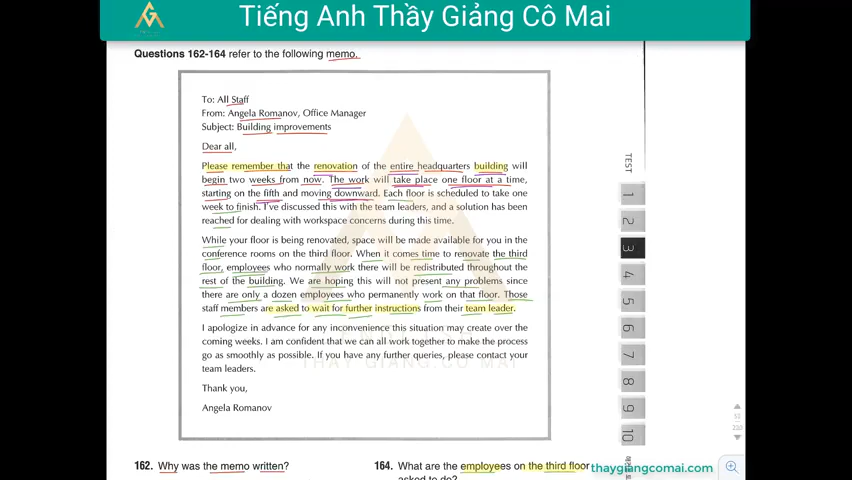 Tiếng Anh Thầy Giảng Cô Mai
Questions 162-164 refer to the following memo.
To: All Staff
From: Angela Romanov, Office Manager
Subject: Building improvements
Dear all,
Please remember that the renovation of the entire headquarters building will
begin two weeks from now. The work will take place one floor at a time,
starting on the fifth and moving downward. Each floor is scheduled to take one
week to finish. I've discussed this with the team leaders, and a solution has been
reached for dealing with workspace concerns during this time.
While your floor is being renovated, space will be made available for you in the
conference rooms on the third floor. When it comes time to renovate the third
floor, employees who normally work there will be redistributed throughout the
rest of the building. We are hoping this will not present any problems since
there are only a dozen employees who permanently work on that floor. Those
staff members are asked to wait for further instructions from their team leader.
I apologize in advance for any inconvenience this situation may create over the
coming weeks. I am confident that we can all work together to make the process
go as smoothly as possible. If you have any further queries, please contact your
team leaders.
THẦY GIẢNG.CÔ MAI
Thank you,
Angela Romanov
TEST
1
2
3
4
5
6
7
8
9
10
162. Why was the memo written?
164. What are the employees on the third floor
asked to do?
thaygiangcomai.com